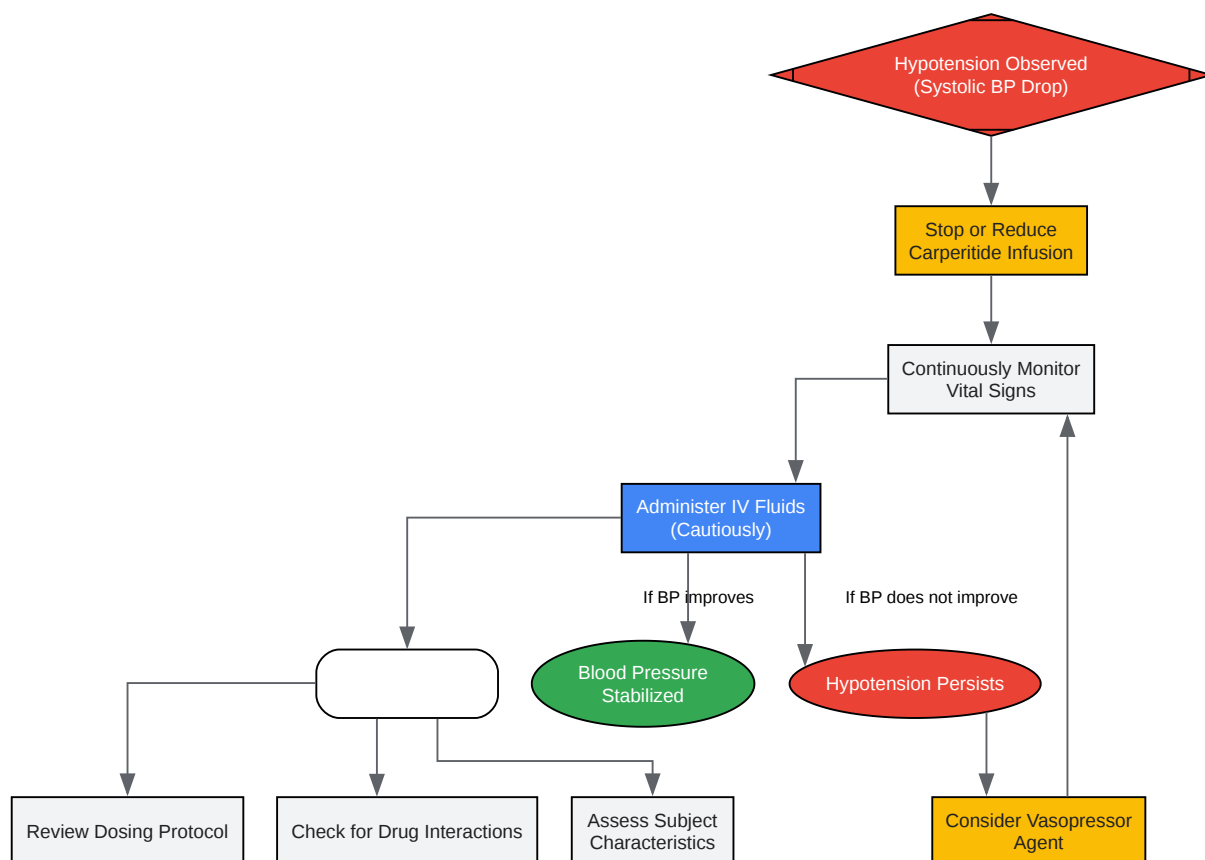 Hypotension Observed
(Systolic BP Drop)
Stop or Reduce
Carperitide Infusion
Continuously Monitor
Vital Signs
Administer IV Fluids
(Cautiously)
If BP improves
If BP does not improve
Blood Pressure
Stabilized
Hypotension Persists
Review Dosing Protocol
Check for Drug Interactions
Assess Subject
Characteristics
Consider Vasopressor
Agent